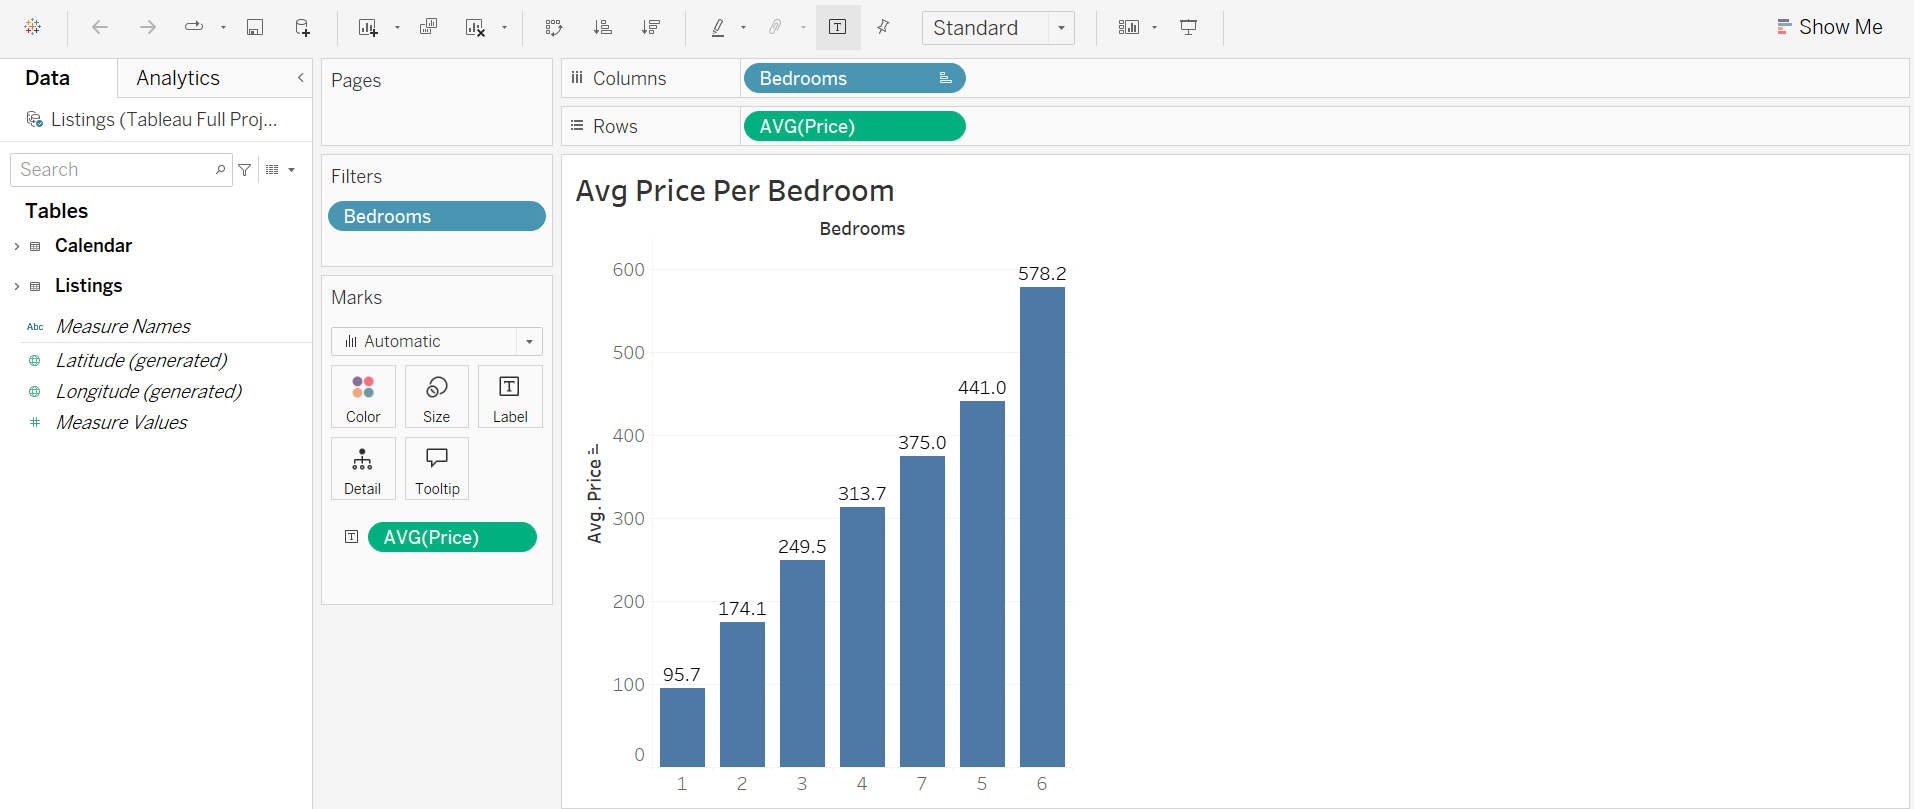 Standard
Show Me
Data
Analytics
Listings (Tableau Full Proj...
Search
Tables
Calendar
Listings
Abc
Measure Names
Latitude (generated)
Longitude (generated)
Measure Values
Pages
Filters
Bedrooms
Marks
Automatic
Color
Size
Label
Detail
Tooltip
AVG(Price)
Columns
Bedrooms
Rows
AVG(Price)
Avg Price Per Bedroom
Bedrooms
Avg. Price
600
500
400
300
200
100
0
95.7
174.1
249.5
313.7
375.0
441.0
578.2
1
2
3
4
7
5
6